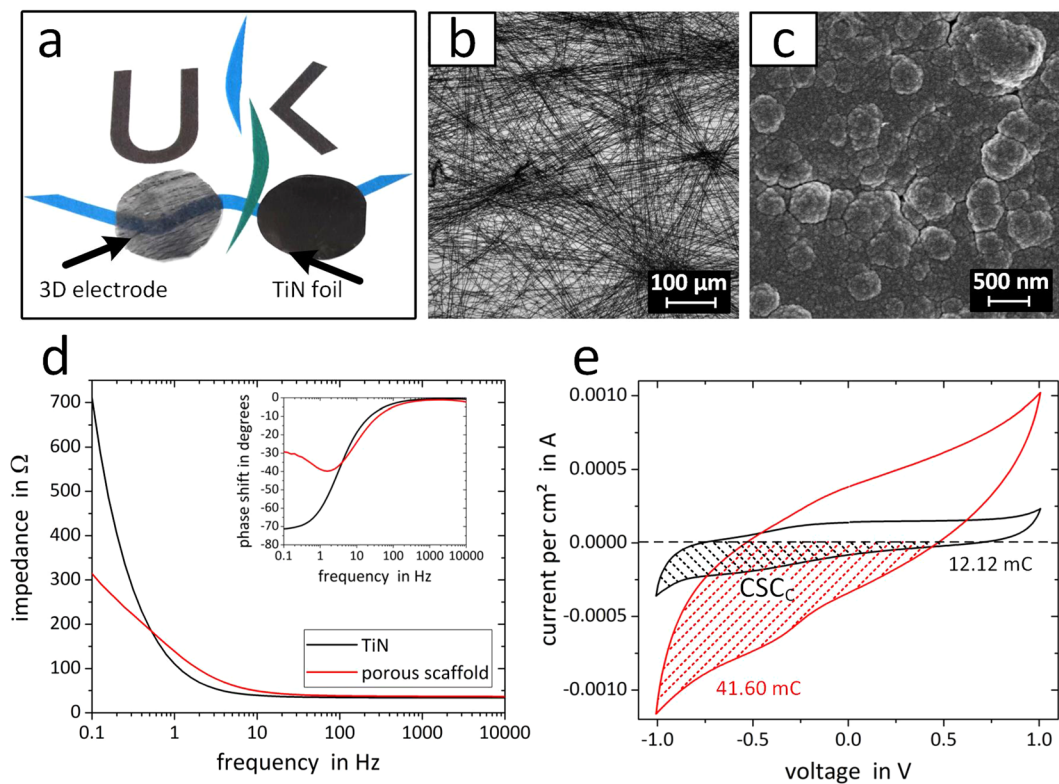 a
U K
3D electrode
TiN foil
b
100 µm
c
500 nm
d
impedance in Ω
700
600
500
400
300
200
100
0
0.1 1 10 100 1000 10000
frequency in Hz
phase shift in degrees
0
-10
-20
-30
-40
-50
-60
-70
-80
0.1 1 10 100 1000 10000
frequency in Hz
TiN
porous scaffold
e
current per cm² in A
0.0010
0.0005
0.0000
-0.0005
-0.0010
12.12 mC
CSCC
41.60 mC
-1.0 -0.5 0.0 0.5 1.0
voltage in V